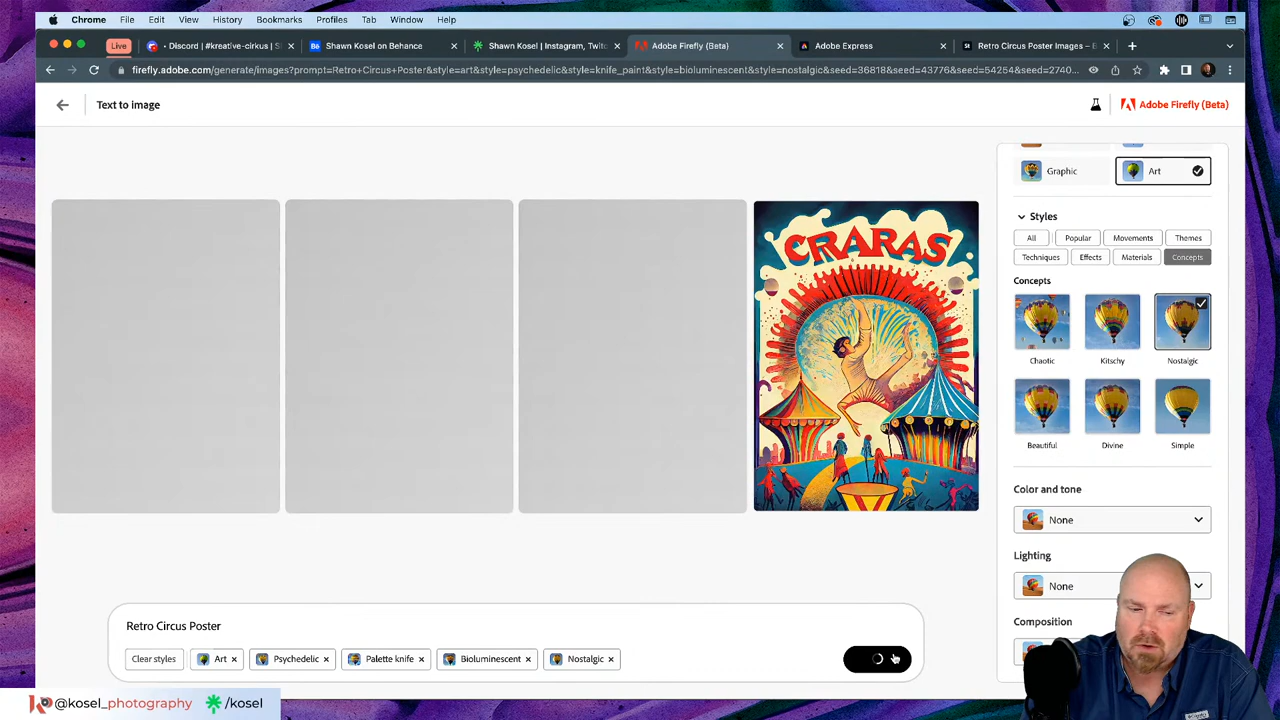 Chrome File Edit View History Bookmarks Profiles Tab Window Help
Live Discord | #kreative-cirkus | S Shawn Kosel on Behance Shawn Kosel | Instagram, Twitc Adobe Firefly (Beta) Adobe Express St Retro Circus Poster Images – B
firefly.adobe.com/generate/images?prompt=Retro+Circus+Poster&style=art&style=psychedelic&style=knife_paint&style=bioluminescent&style=nostalgic&seed=36818&seed=43776&seed=54254&seed=2740...
Text to image
Adobe Firefly (Beta)
Graphic Art
Styles
All Popular Movements Themes
Techniques Effects Materials Concepts
Concepts
Chaotic Kitschy Nostalgic
Beautiful Divine Simple
CRARAS
Color and tone
None
Lighting
None
Composition
Retro Circus Poster
Clear styles Art × Psychedelic × Palette knife × Bioluminescent × Nostalgic ×
@kosel_photography /kosel